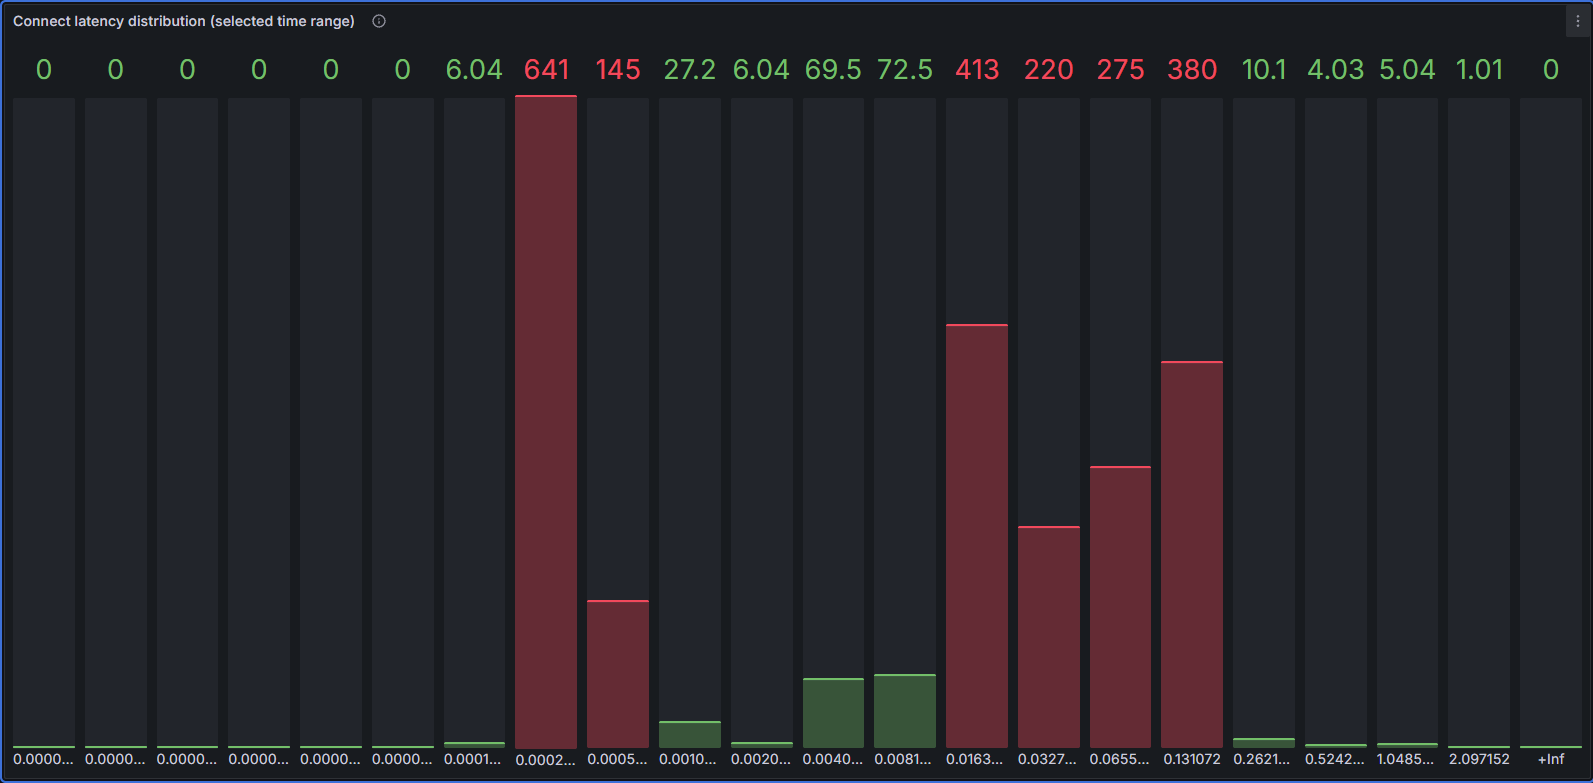 Connect latency distribution (selected time range)
0 0 0 0 0 0 6.04 641 145 27.2 6.04 69.5 72.5 413 220 275 380 10.1 4.03 5.04 1.01 0
0.0000... 0.0000... 0.0000... 0.0000... 0.0000... 0.0000... 0.0001... 0.0002... 0.0005... 0.0010... 0.0020... 0.0040... 0.0081... 0.0163... 0.0327... 0.0655... 0.131072 0.2621... 0.5242... 1.0485... 2.097152 +Inf